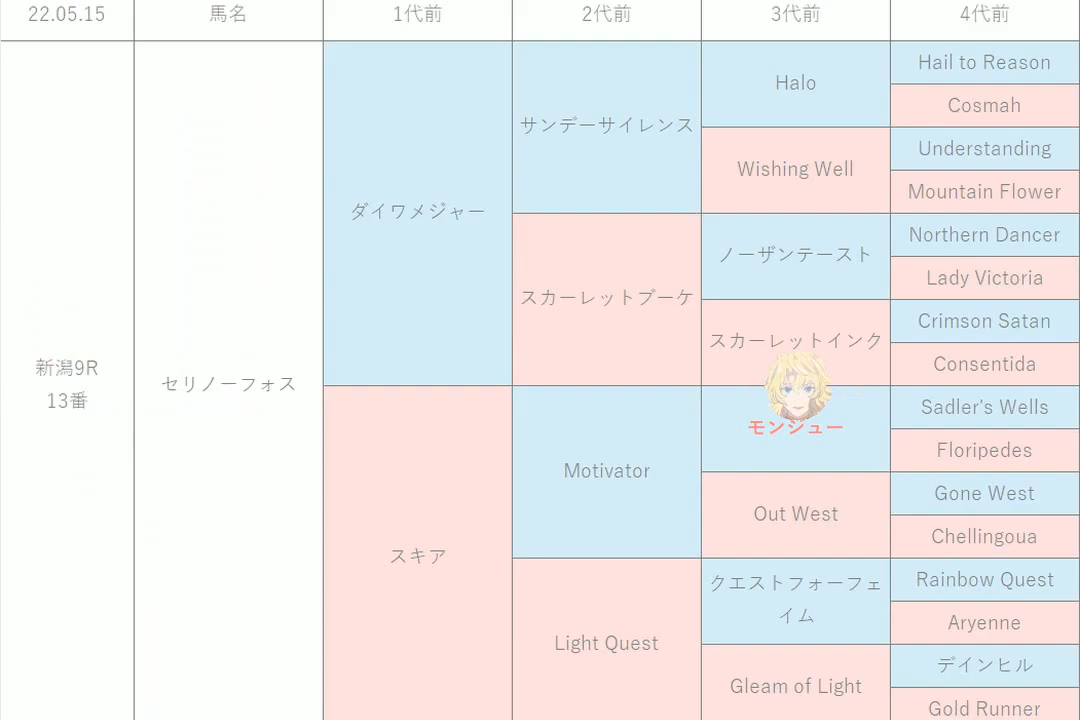 22.05.15
馬名
1代前
2代前
3代前
4代前
新潟9R
13番
セリノーフォス
ダイワメジャー
サンデーサイレンス
Halo
Hail to Reason
Cosmah
Wishing Well
Understanding
Mountain Flower
スカーレットブーケ
ノーザンテースト
Northern Dancer
Lady Victoria
スカーレットインク
Crimson Satan
Consentida
スキア
Motivator
モンジュー
Sadler's Wells
Floripedes
Out West
Gone West
Chellingoua
Light Quest
クエストフォーフェ
イム
Rainbow Quest
Aryenne
Gleam of Light
デインヒル
Gold Runner